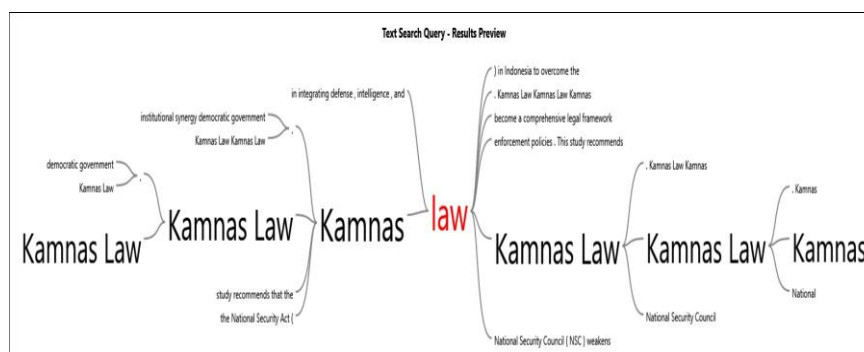 Text Search Query - Results Preview
) in Indonesia to overcome the
in integrating defense , intelligence , and
. Kamnas Law Kamnas Law Kamnas
institutional synergy democratic government
become a comprehensive legal framework
.
Kamnas Law Kamnas Law
enforcement policies . This study recommends
democratic government
.
Kamnas Law
. Kamnas Law Kamnas
. Kamnas
Kamnas Law
Kamnas Law
Kamnas
law
Kamnas Law
Kamnas Law
Kamnas
study recommends that the
National
the National Security Act (
National Security Council
National Security Council ( NSC ) weakens